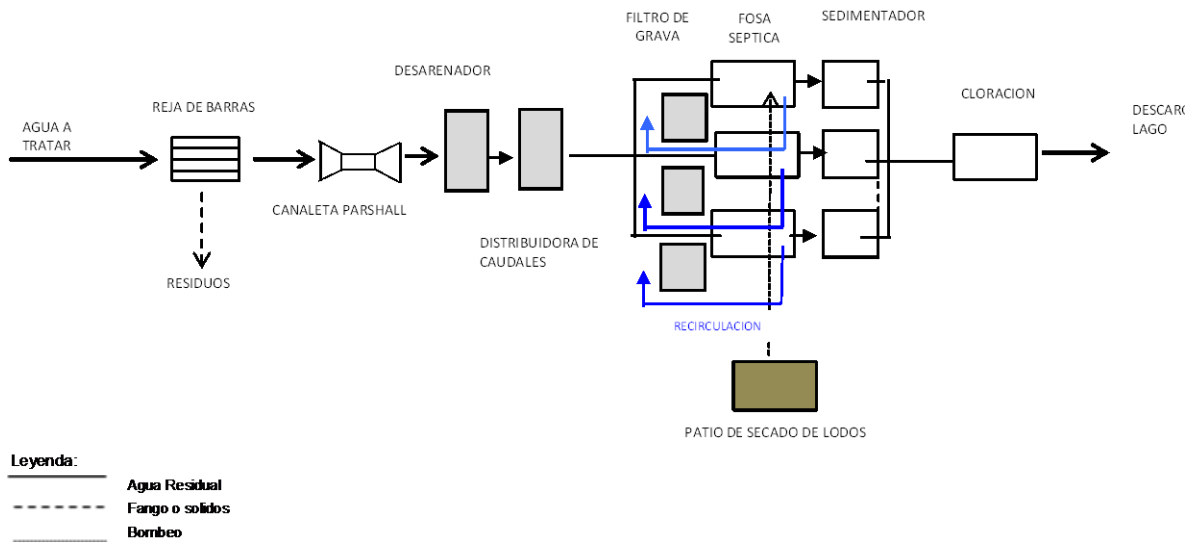 FILTRO DE
GRAVA
FOSA
SEPTICA
SEDIMENTADOR
DESARENADOR
REJA DE BARRAS
CLORACION
AGUA A
TRATAR
DESCARG
LAGO
CANALETA PARSHALL
DISTRIBUIDORA DE
CAUDALES
RESIDUOS
RECIRCULACION
PATIO DE SECADO DE LODOS
Leyenda:
Agua Residual
Fango o solidos
Bombeo